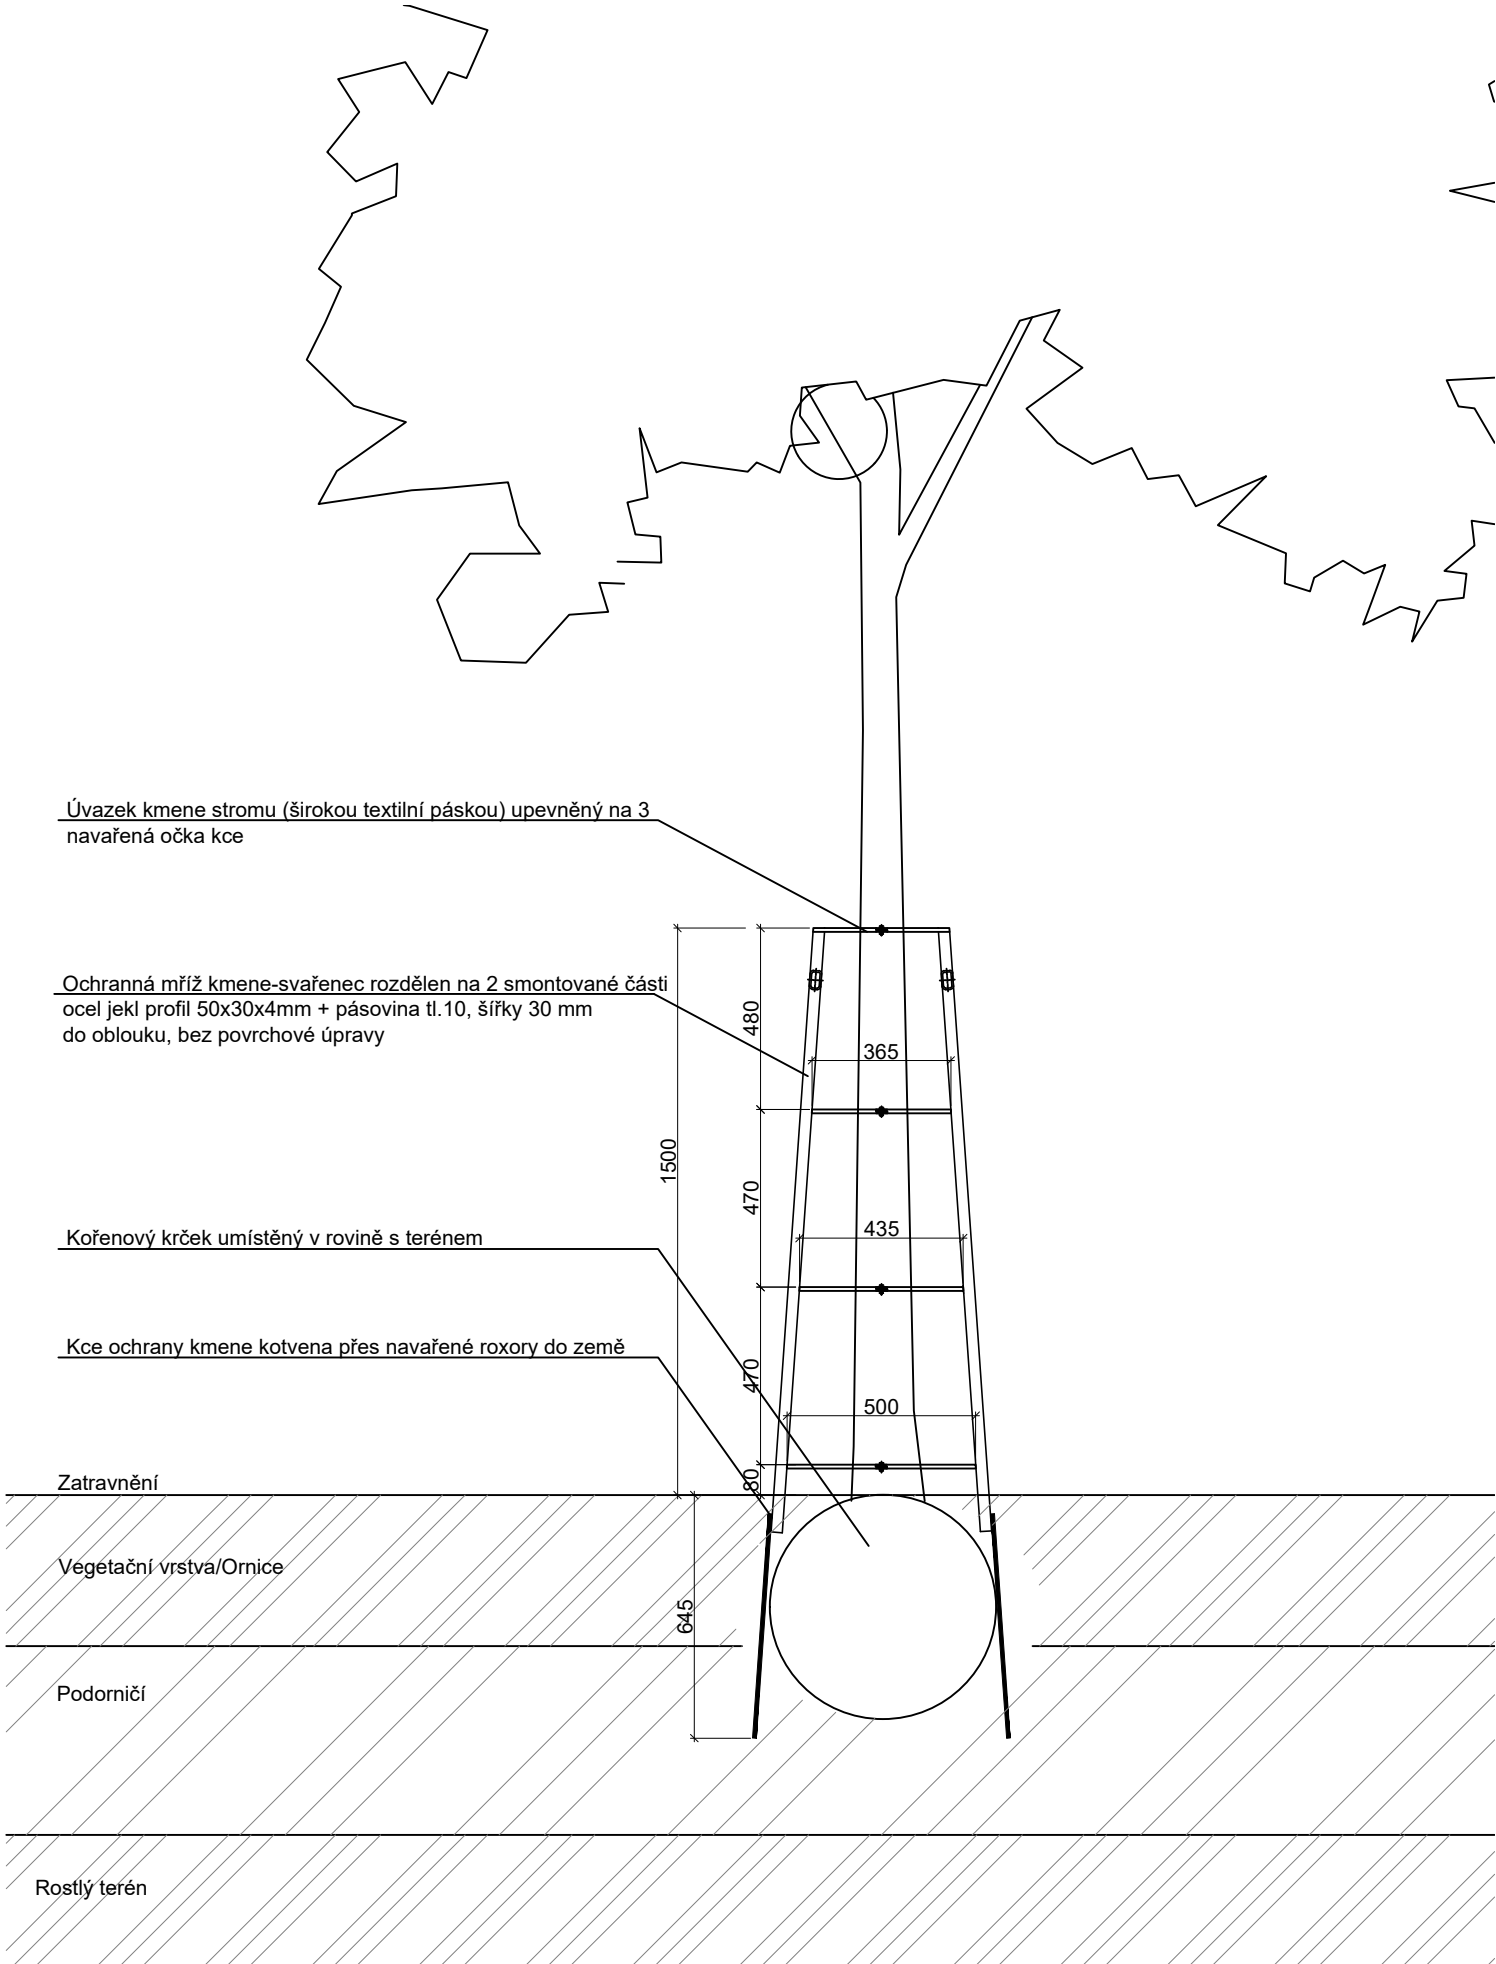 Úvazek kmene stromu (širokou textilní páskou) upevněný na 3
navařená očka kce
Ochranná mříž kmene-svařenec rozdělen na 2 smontované části
ocel jekl profil 50x30x4mm + pásovina tl.10, šířky 30 mm
do oblouku, bez povrchové úpravy
480
365
1500
470
435
Kořenový krček umístěný v rovině s terénem
Kce ochrany kmene kotvena přes navařené roxory do země
470
500
80
Zatravnění
Vegetační vrstva/Ornice
645
Podorničí
Rostlý terén